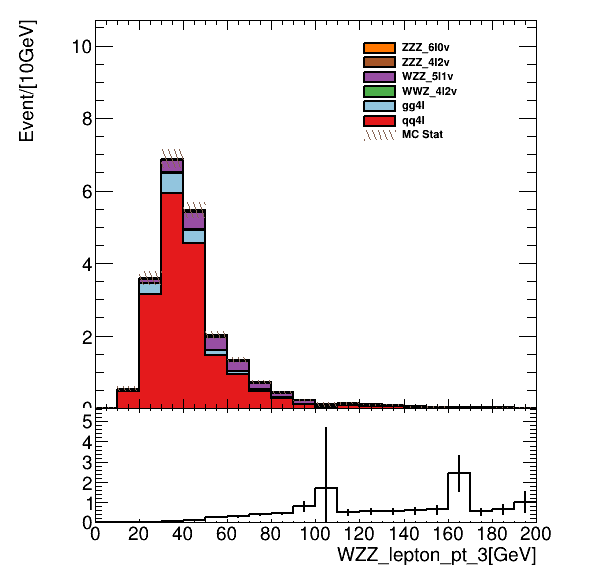 Event/[10GeV]
10
8
6
4
2
0
ZZZ_6l0v
ZZZ_4l2v
WZZ_5l1v
WWZ_4l2v
gg4l
qq4l
MC Stat
5
4
3
2
1
0
0 20 40 60 80 100 120 140 160 180 200
WZZ_lepton_pt_3[GeV]